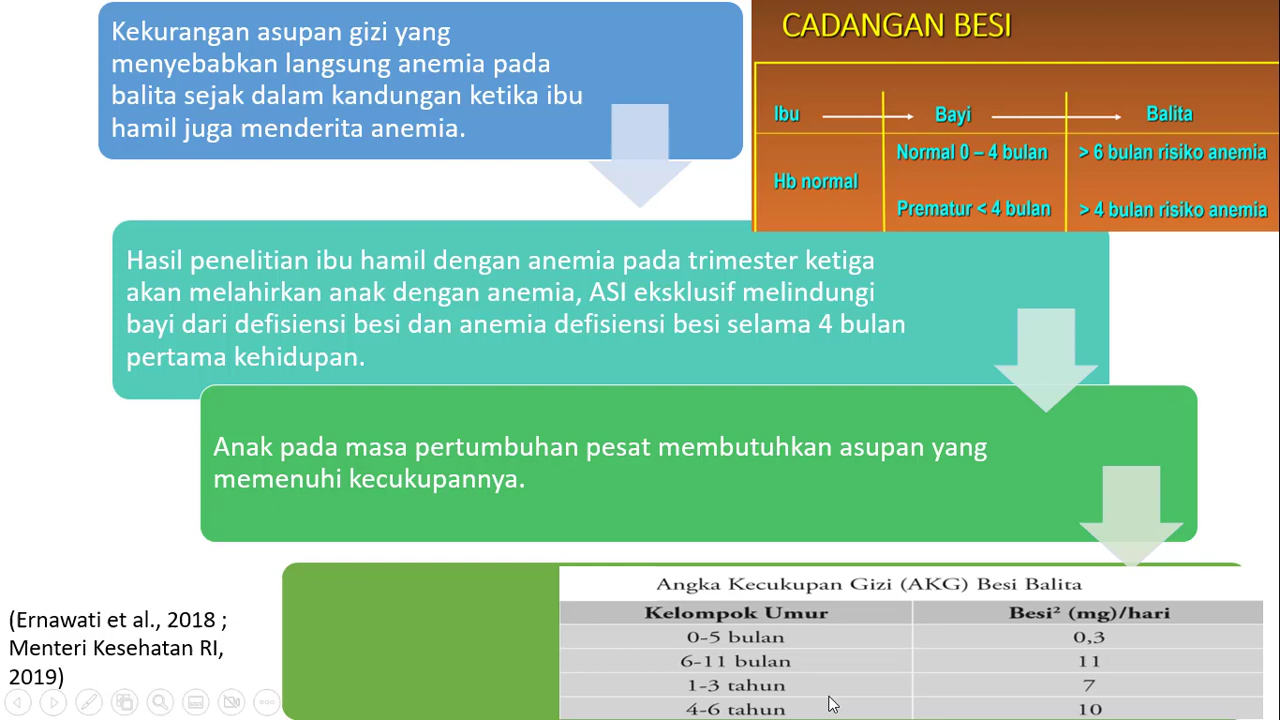 Kekurangan asupan gizi yang
menyebabkan langsung anemia pada
balita sejak dalam kandungan ketika ibu
hamil juga menderita anemia.
CADANGAN BESI
Ibu Bayi Balita
Hb normal
Normal 0 – 4 bulan > 6 bulan risiko anemia
Prematur < 4 bulan > 4 bulan risiko anemia
Hasil penelitian ibu hamil dengan anemia pada trimester ketiga
akan melahirkan anak dengan anemia, ASI eksklusif melindungi
bayi dari defisiensi besi dan anemia defisiensi besi selama 4 bulan
pertama kehidupan.
Anak pada masa pertumbuhan pesat membutuhkan asupan yang
memenuhi kecukupannya.
Angka Kecukupan Gizi (AKG) Besi Balita
Kelompok Umur Besi² (mg)/hari
0-5 bulan 0,3
6-11 bulan 11
1-3 tahun 7
4-6 tahun 10
(Ernawati et al., 2018 ;
Menteri Kesehatan RI,
2019)